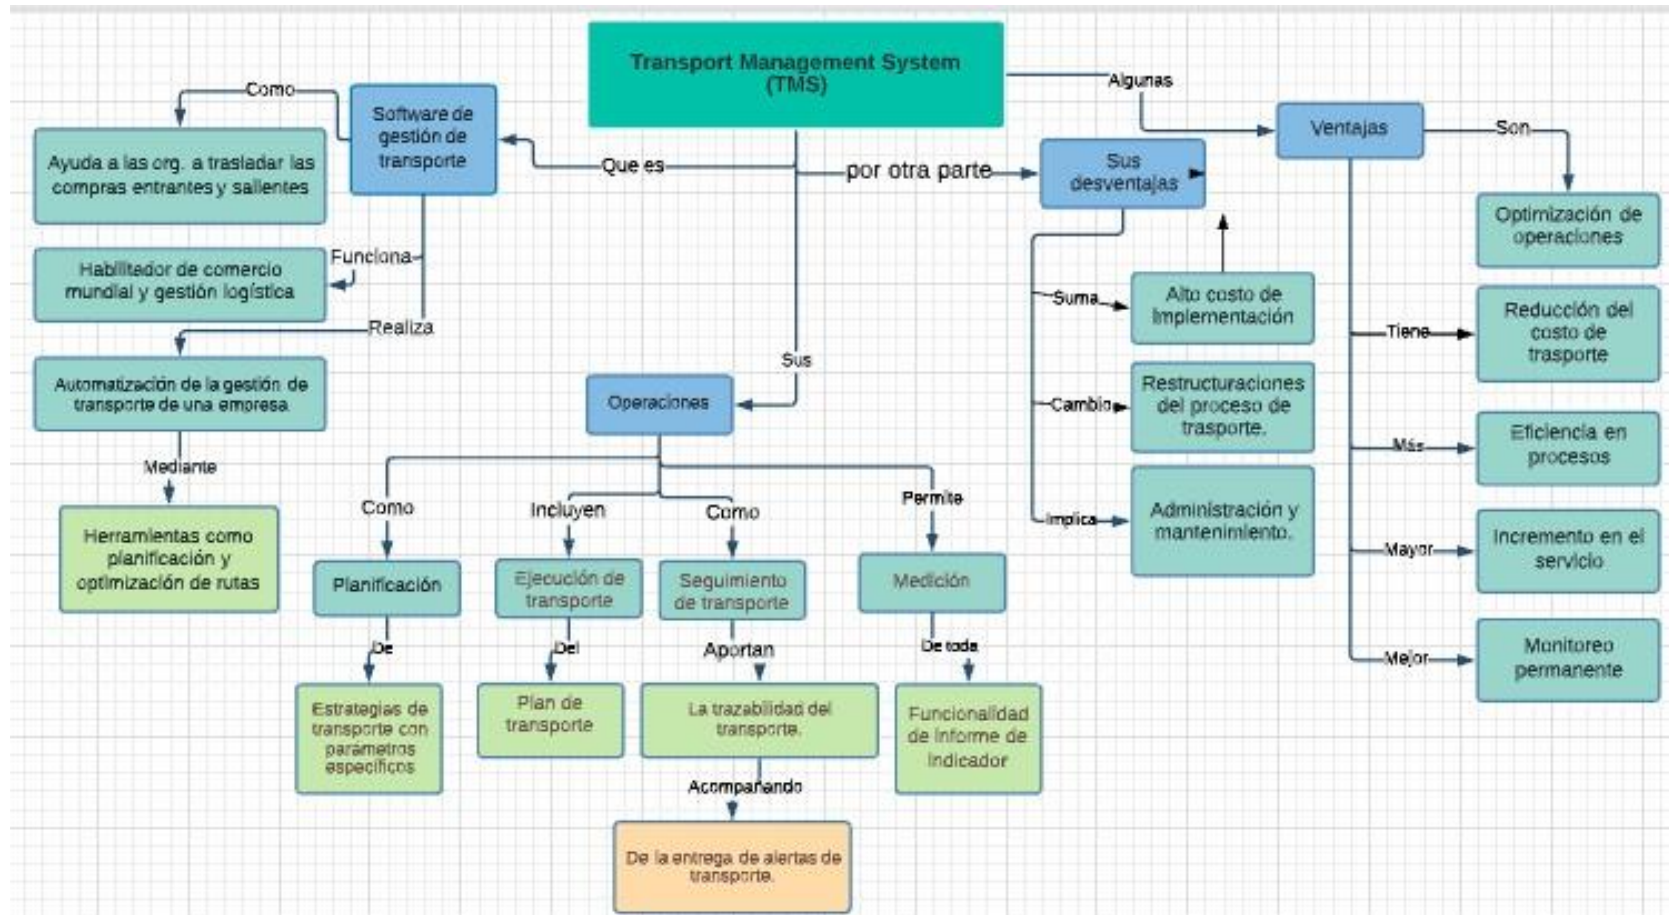 Transport Management System
(TMS)
Como
Software de
gestión de
transporte
Que es
Ayuda a las org. a trasladar las
compras entrantes y salientes
Funciona
Habilitador de comercio
mundial y gestión logística
Realiza
Automatización de la gestión de
transporte de una empresa
Mediante
Herramientas como
planificación y
optimización de rutas
Sus
Operaciones
Como
Planificación
De
Estrategias de
transporte con
parámetros
específicos
Incluyen
Ejecución de
transporte
Del
Plan de
transporte
Como
Seguimiento
de transporte
Aportan
La trazabilidad del
transporte.
Acompañando
De la entrega de alertas de
transporte.
Permite
Medición
De toda
Funcionalidad
de informe de
indicador
por otra parte
Sus
desventajas
Suma
Alto costo de
Implementación
Cambio
Restructuraciones
del proceso de
trasporte.
Implica
Administración y
mantenimiento.
Algunas
Ventajas
Son
Optimización de
operaciones
Tiene
Reducción del
costo de
trasporte
Más
Eficiencia en
procesos
Mayor
Incremento en el
servicio
Mejor
Monitoreo
permanente